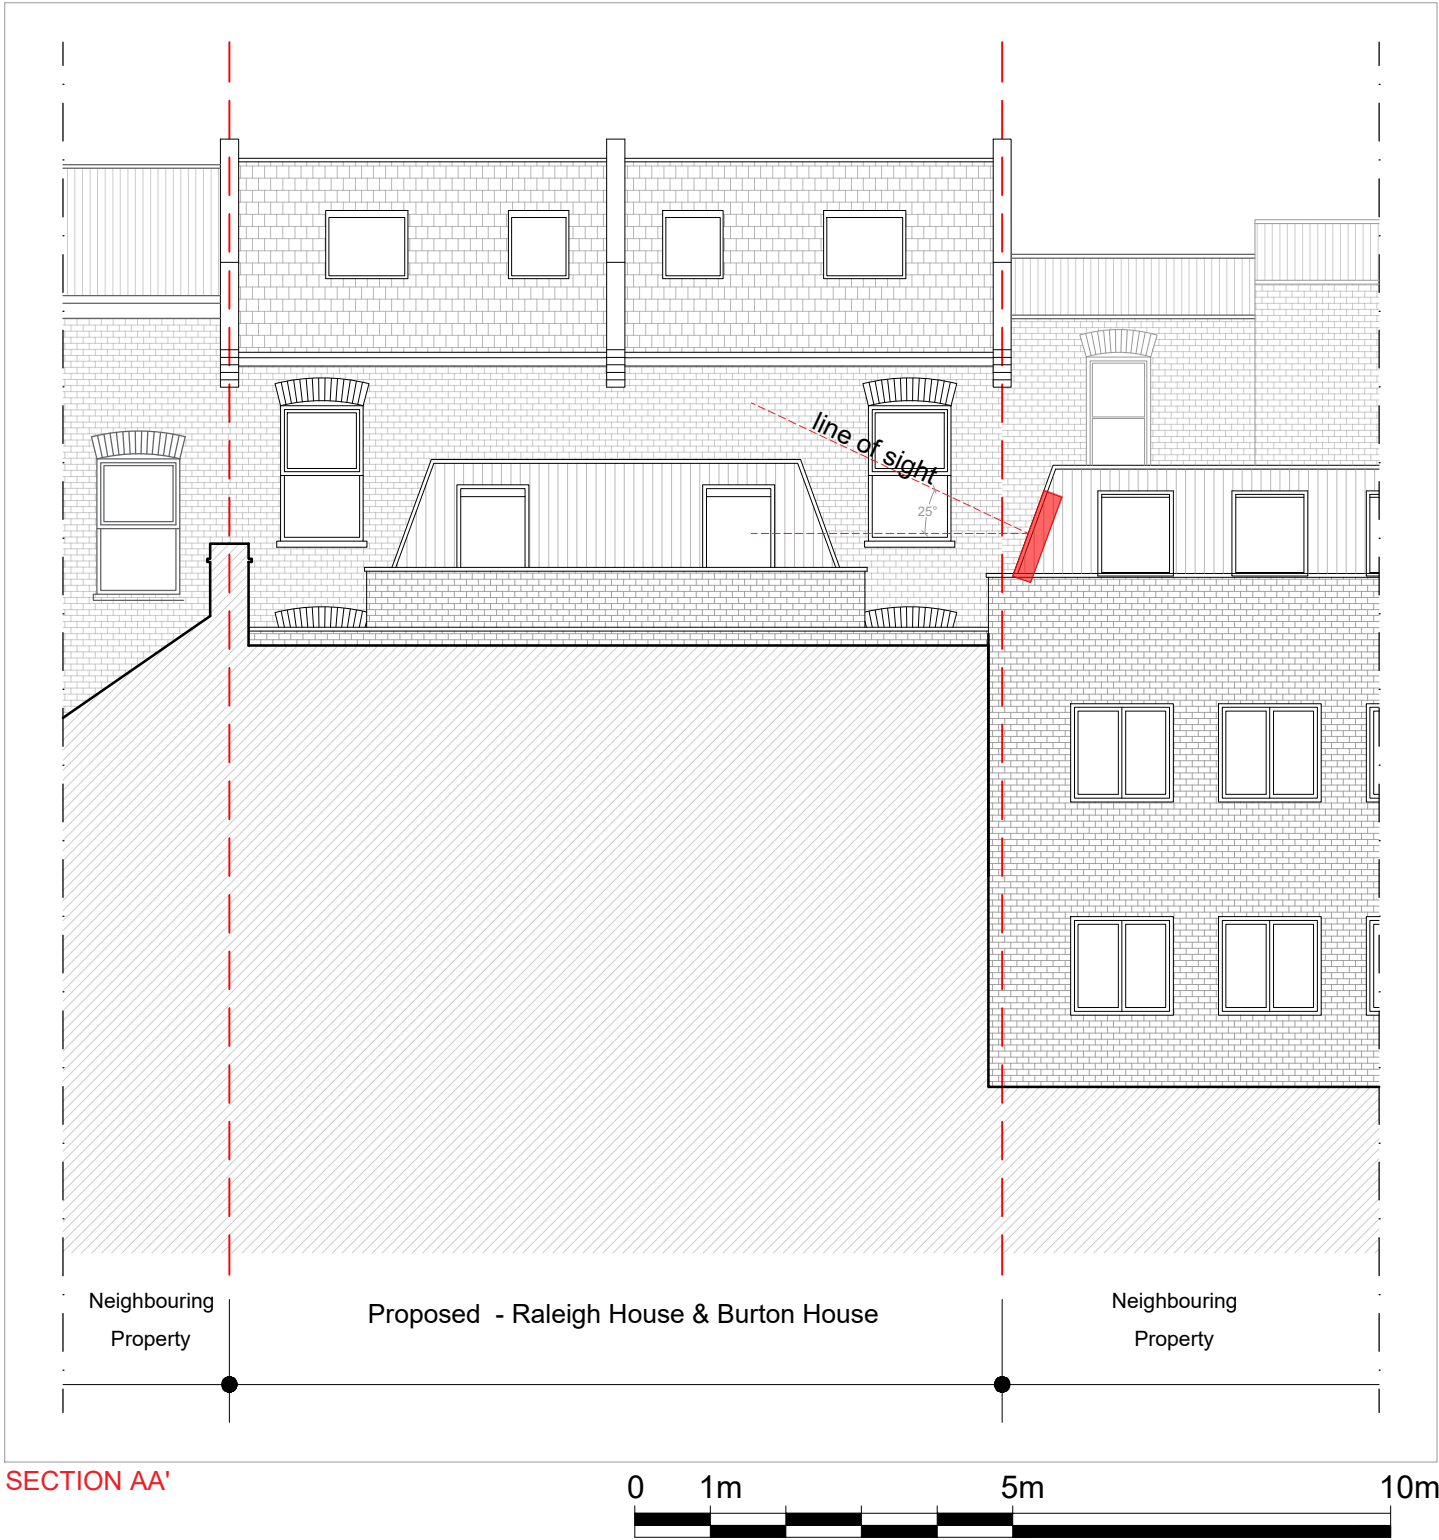 line of sight
25°
Neighbouring
Property
Proposed - Raleigh House & Burton House
Neighbouring
Property
SECTION AA'
0 1m 5m 10m